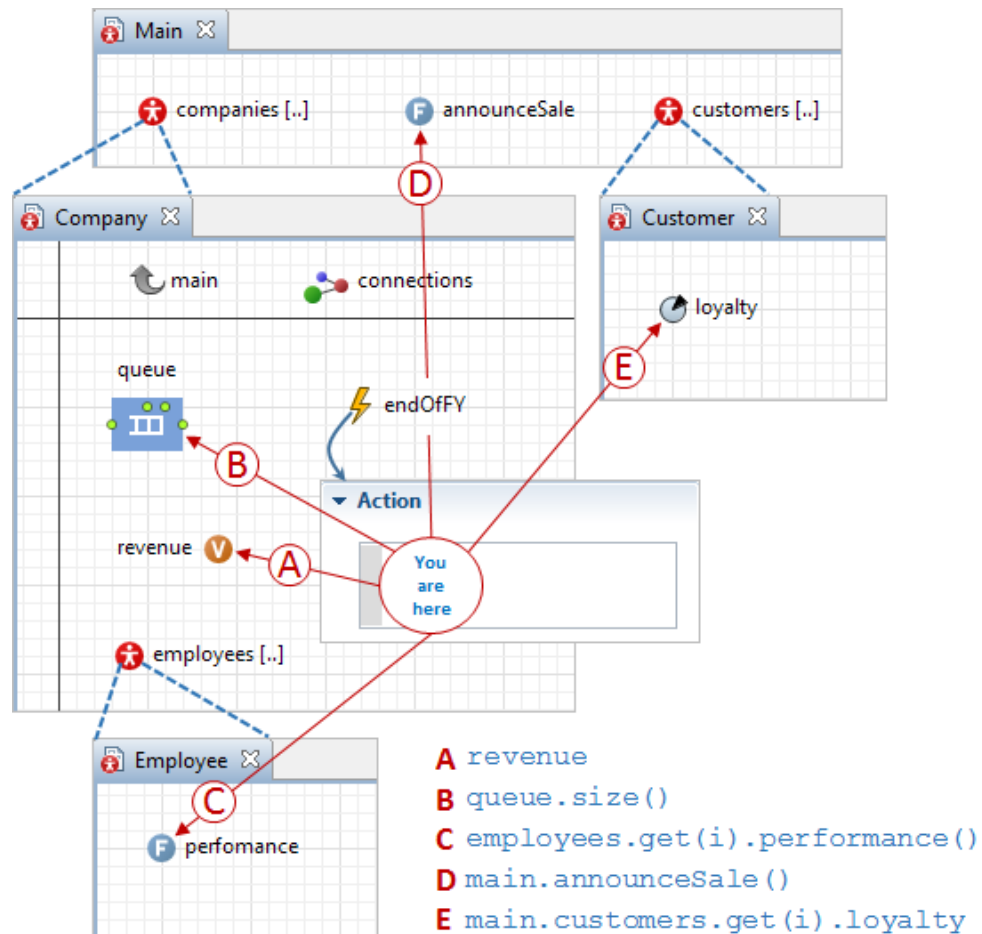 Main
companies [..]
announceSale
customers [..]
D
Company
Customer
main
connections
loyalty
queue
E
endOfFY
B
Action
revenue
A
You
are
here
employees [..]
Employee
C
perfomance
A revenue
B queue.size()
C employees.get(i).performance()
D main.announceSale()
E main.customers.get(i).loyalty